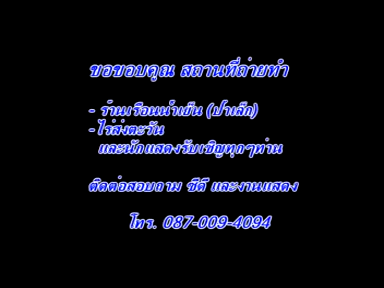 ขอขอบคุณ สถานที่ถ่ายทำ
- ร้านเรือนน้ำเย็น (ป่าเลิก)
- ไร่ส่งตะวัน
และนักแสดงรับเชิญทุกๆท่าน
ติดต่อสอบถาม ซีดี และงานแสดง
โทร. 087-009-4094